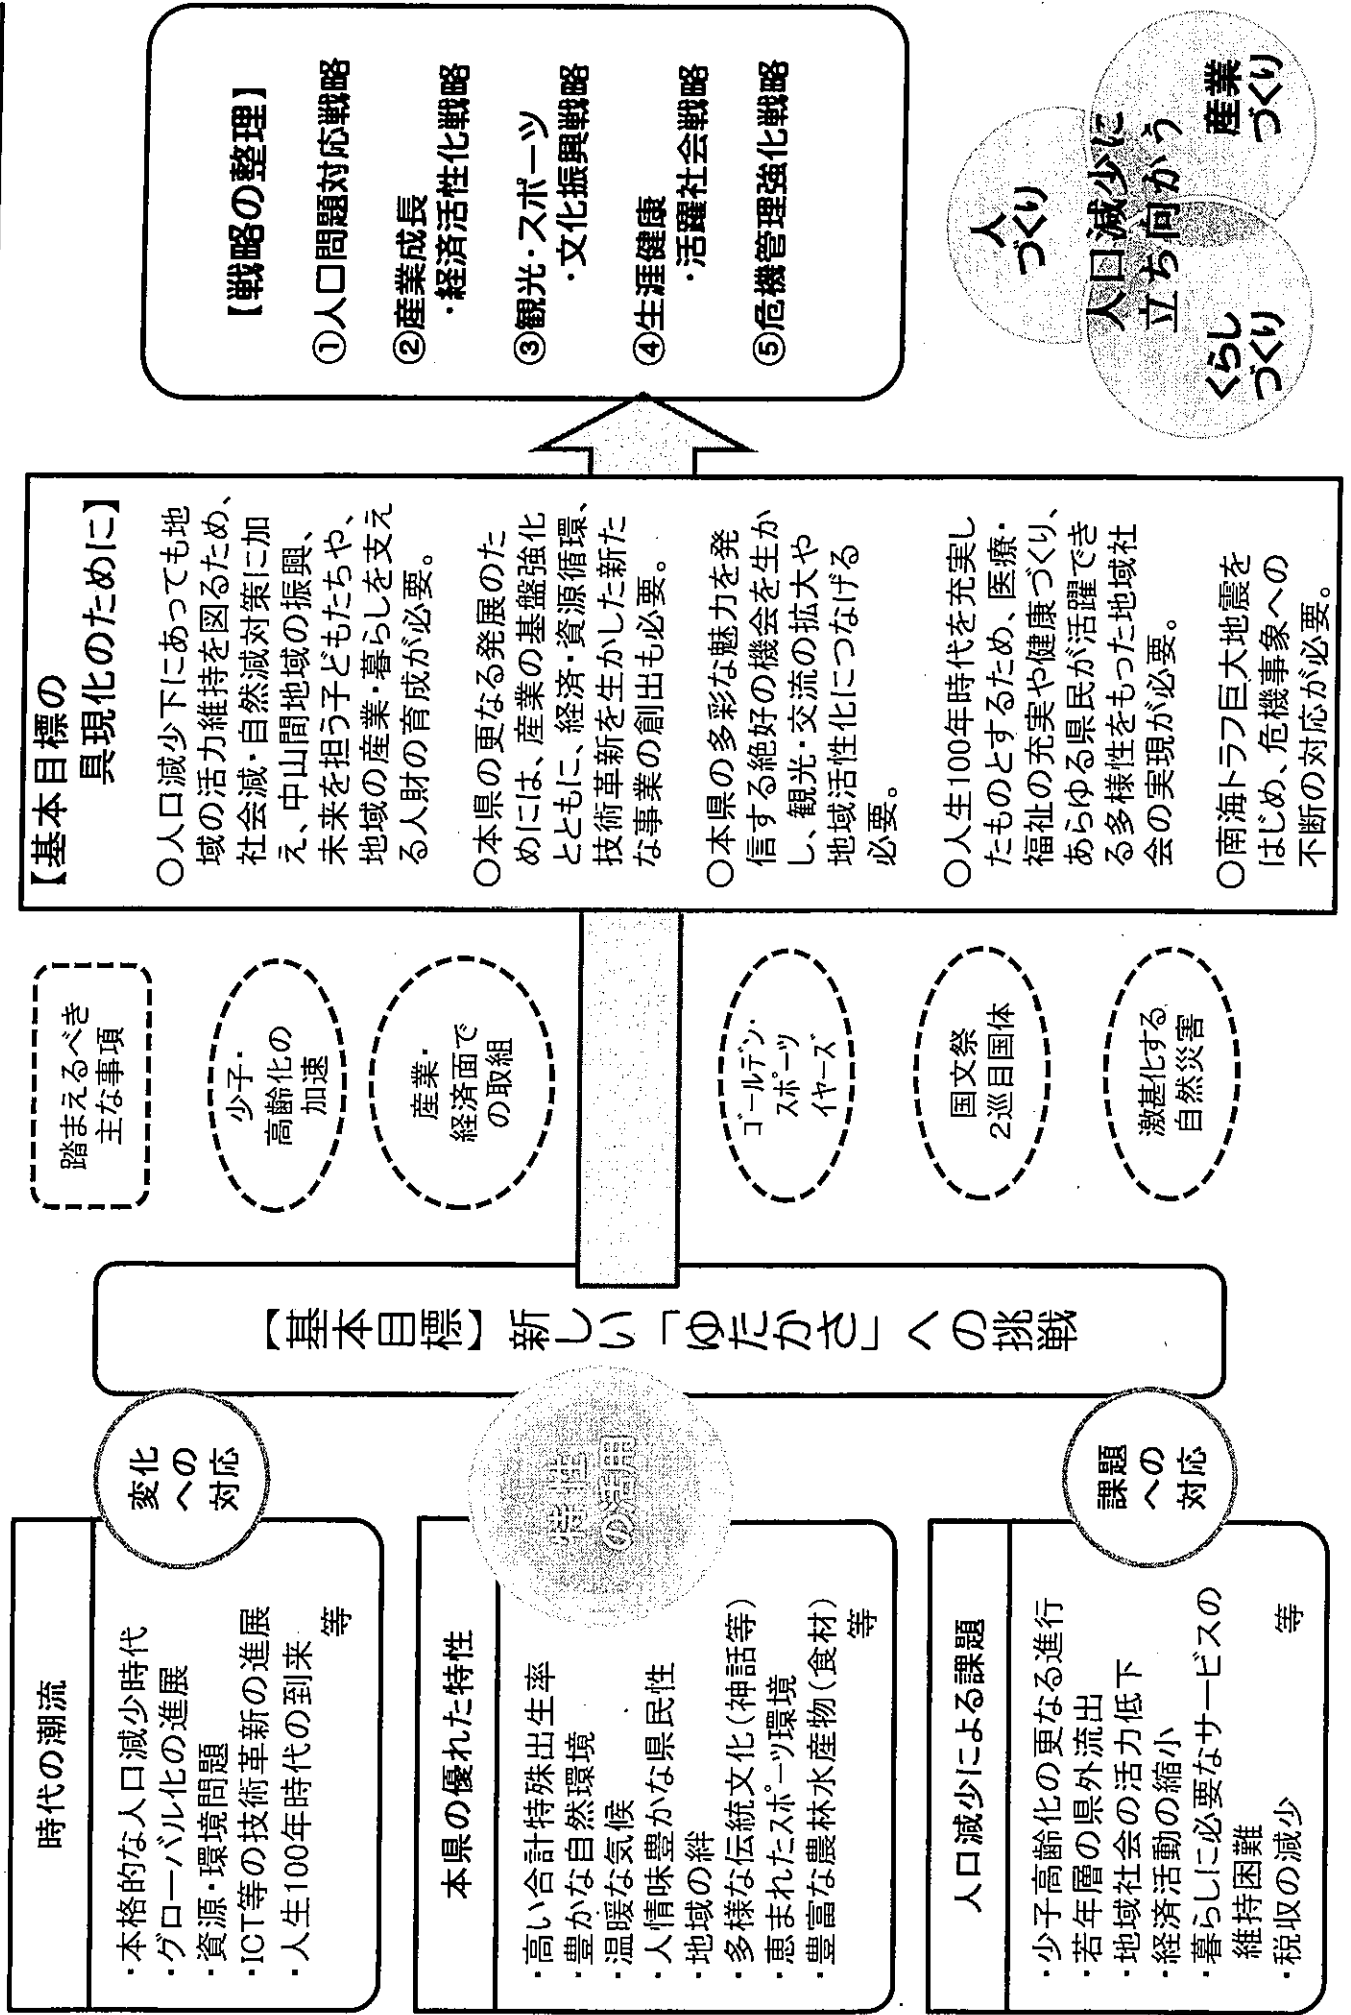 時代の潮流
・本格的な人口減少時代
・グローバル化の進展
・資源・環境問題
・ICT等の技術革新の進展
・人生100年時代の到来
等
変化
への
対応
本県の優れた特性
・高い合計特殊出生率
・豊かな自然環境
・温暖な気候
・人情味豊かな県民性
・地域の絆
・多様な伝統文化(神話等)
・恵まれたスポーツ環境
・豊富な農林水産物(食材)
等
特性
の活用
人口減少による課題
・少子高齢化の更なる進行
・若年層の県外流出
・地域社会の活力低下
・経済活動の縮小
・暮らしに必要なサービスの
維持困難
・税収の減少
等
課題
への
対応
【基本目標】新しい「ゆたかさ」への挑戦
踏まえるべき
主な事項
少子・
高齢化の
加速
産業・
経済面で
の取組
ゴールデン・
スポーツ
イヤーズ
国文祭
2巡目国体
激甚化する
自然災害
【基本目標の
具現化のために】
○人口減少下にあっても地
域の活力維持を図るため、
社会減・自然減対策に加
え、中山間地域の振興、
未来を担う子どもたちや、
地域の産業・暮らしを支え
る人財の育成が必要。
○本県の更なる発展のた
めには、産業の基盤強化
とともに、経済・資源循環、
技術革新を生かした新た
な事業の創出も必要。
○本県の多彩な魅力を発
信する絶好の機会を生か
し、観光・交流の拡大や
地域活性化につなげる
必要。
○人生100年時代を充実し
たものとするため、医療・
福祉の充実や健康づくり、
あらゆる県民が活躍でき
る多様性をもった地域社
会の実現が必要。
○南海トラフ巨大地震を
はじめ、危機事象への
不断の対応が必要。
【戦略の整理】
①人口問題対応戦略
②産業成長
・経済活性化戦略
③観光・スポーツ
・文化振興戦略
④生涯健康
・活躍社会戦略
⑤危機管理強化戦略
人
づくり
人口減少に
立ち向かう
くらし
づくり
産業
づくり